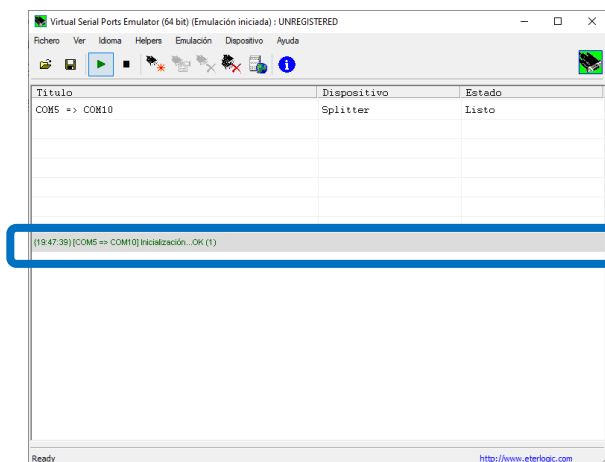 Virtual Serial Ports Emulator (64 bit) (Emulación iniciada) : UNREGISTERED
Fichero Ver Idioma Helpers Emulación Dispositivo Ayuda
Título Dispositivo Estado
COM5 => COM10 Splitter Listo
(19:47:39) [COM5 => COM10] Inicialización...OK (1)
Ready http://www.eterlogic.com